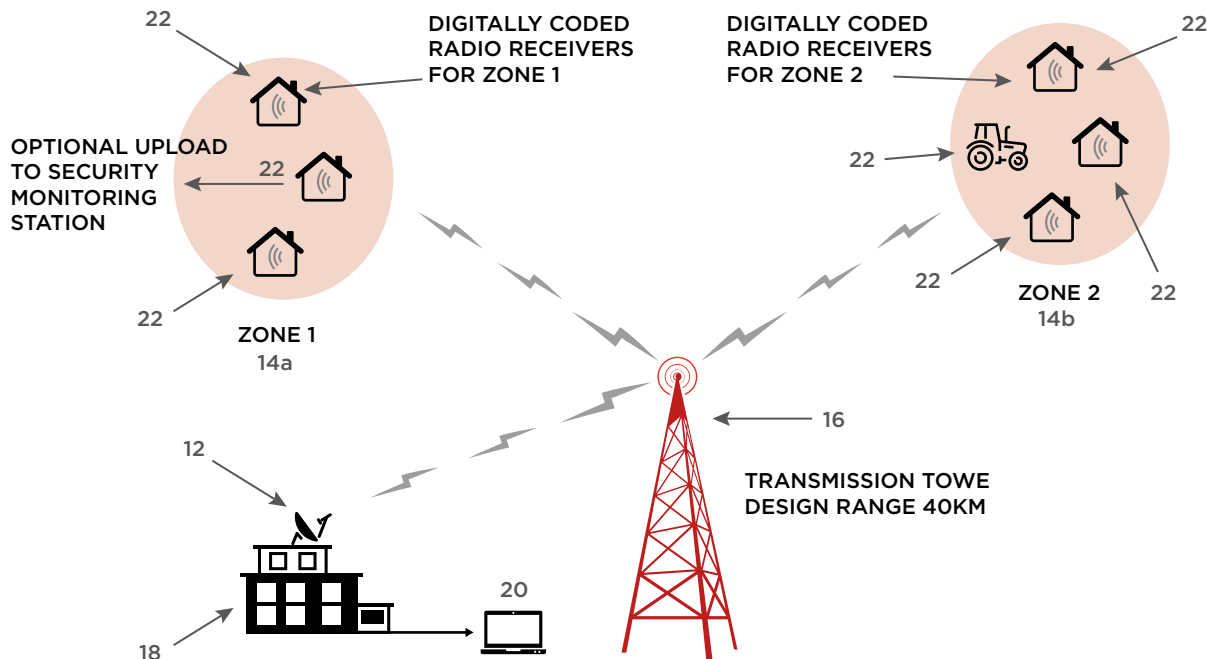 22
DIGITALLY CODED
RADIO RECEIVERS
FOR ZONE 1
DIGITALLY CODED
RADIO RECEIVERS
FOR ZONE 2
22
OPTIONAL UPLOAD
TO SECURITY
MONITORING
STATION
22
22
22
ZONE 1
14a
22
22
ZONE 2
14b
12
16
TRANSMISSION TOWE
DESIGN RANGE 40KM
20
18